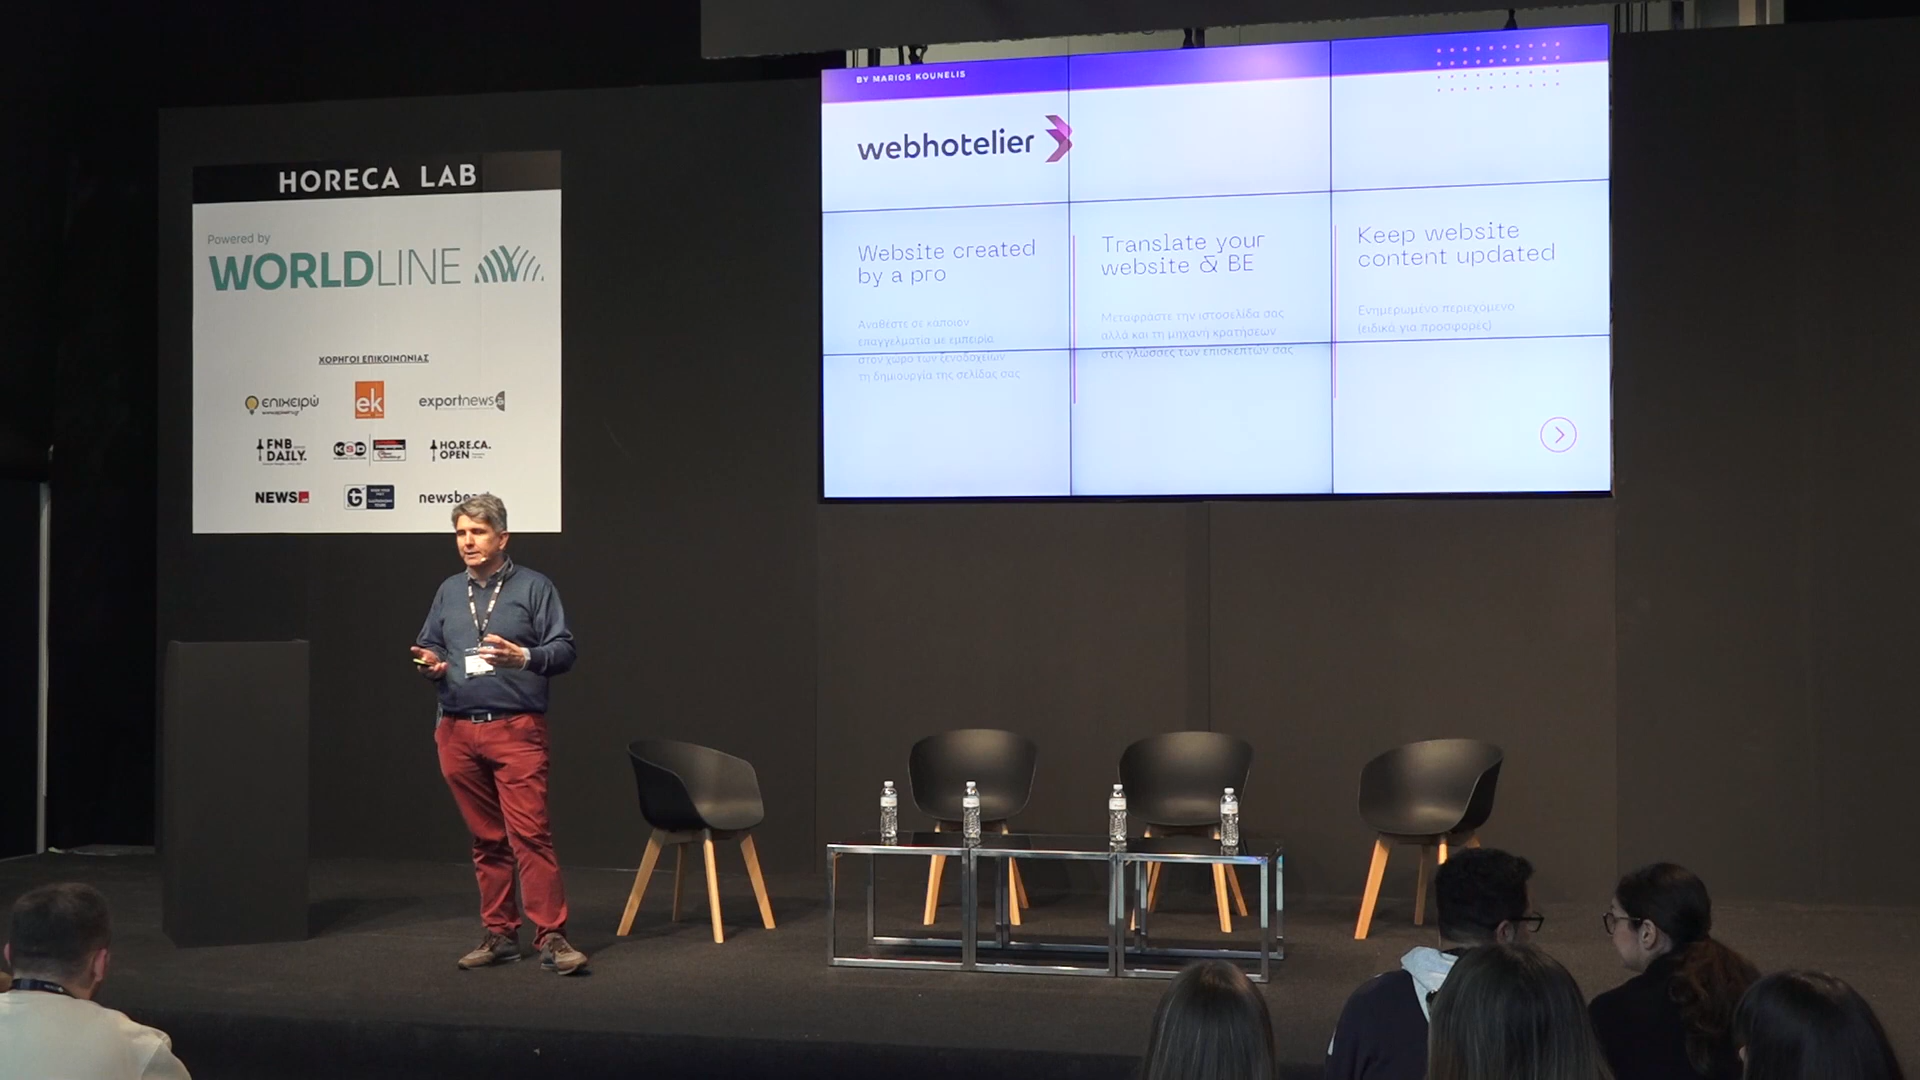 HORECA LAB
Powered by
WORLDLINE
ΧΟΡΗΓΟΙ ΕΠΙΚΟΙΝΩΝΙΑΣ
επιχειρώ
ek
exportnews
FNB
DAILY.
KSD
HO.RE.CA.
OPEN
NEWS
BY MARIOS KOUNELIS
webhotelier
Website created
by a pro
Αναθέστε σε κάποιον
επαγγελματία με εμπειρία
στον χώρο των ξενοδοχείων
τη δημιουργία της σελίδας σας
Translate your
website & BE
Μεταφράστε την ιστοσελίδα σας
αλλά και τη μηχανή κρατήσεων
στις γλώσσες των επισκεπτών σας
Keep website
content updated
Ενημερωμένο περιεχόμενο
(ειδικά για προσφορές)